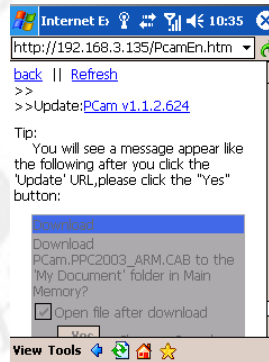 Internet E 10:35
http://192.168.3.135/PcamEn.htm
back || Refresh
>>
>>Update:PCam v1.1.2.624
Tip:
You will see a message appear like
the following after you click the
'Update' URL,please click the "Yes"
button:
Download
Download
PCam.PPC2003_ARM.CAB to the
'My Document' folder in Main
Memory?
Open file after download
Yes
View Tools